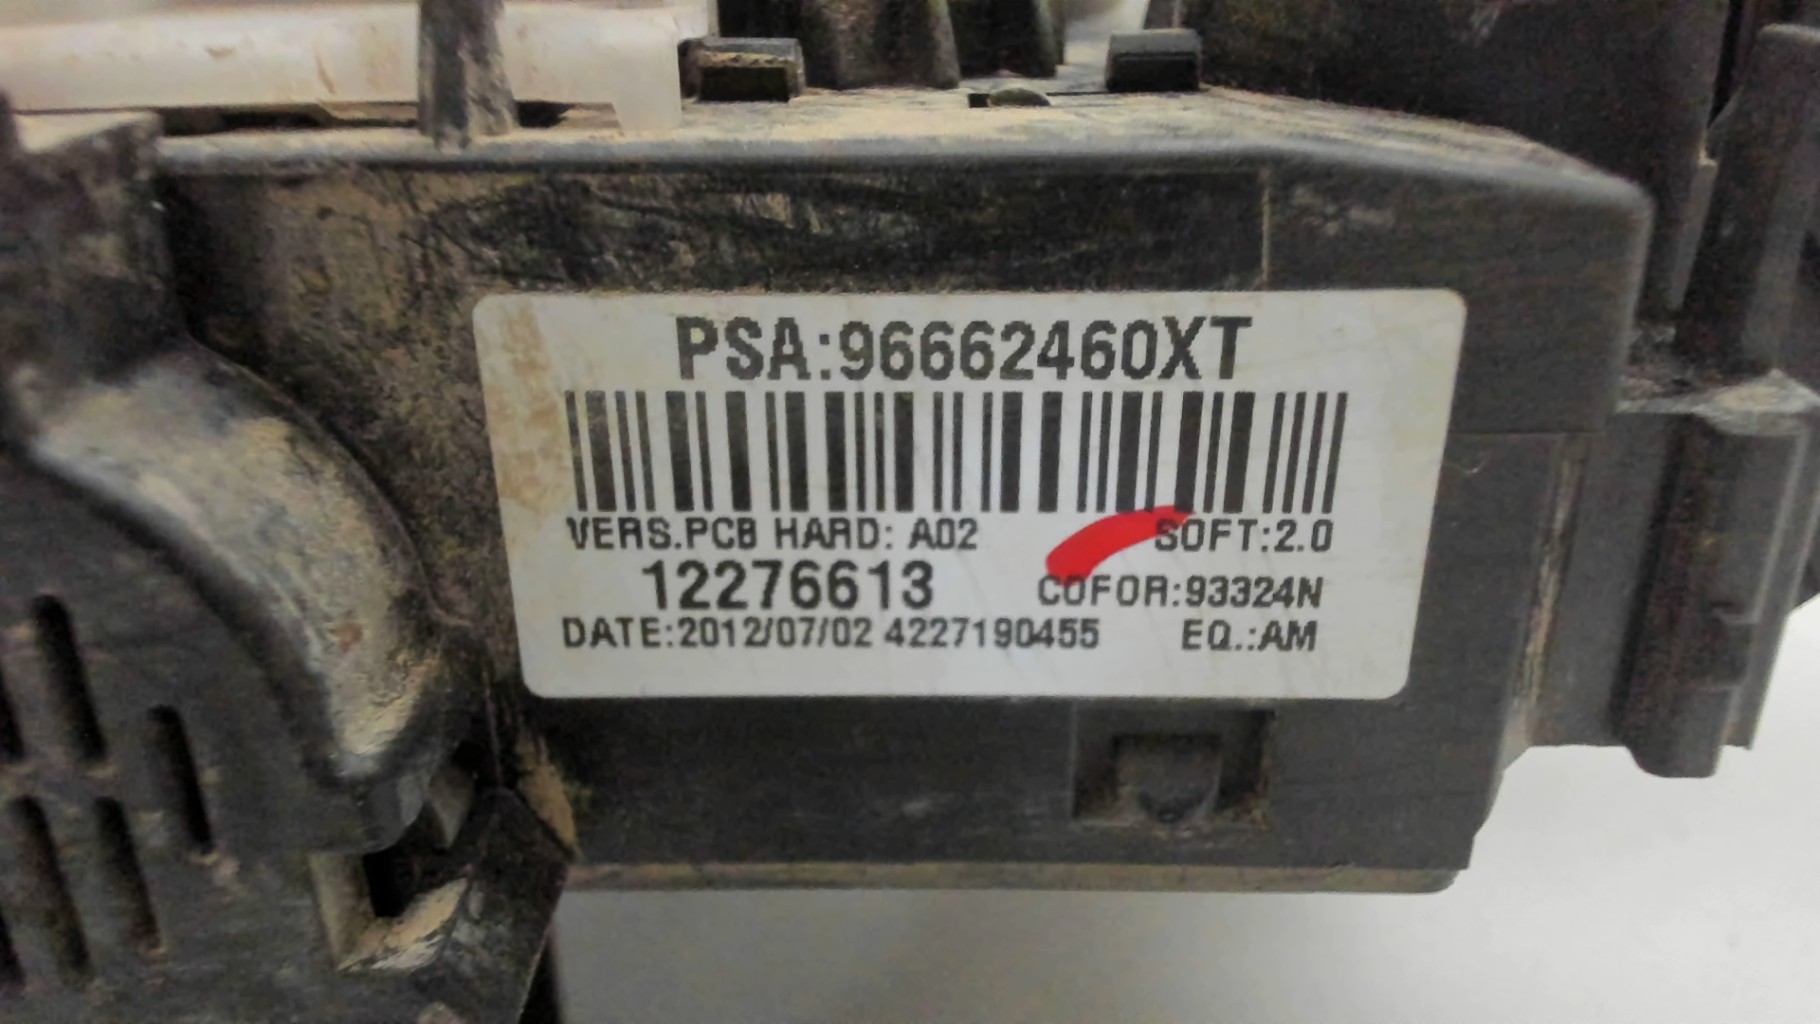 PSA:96662460XT
VERS.PCB HARD: A02 SOFT:2.0
12276613 COFOR:93324N
DATE:2012/07/02 4227190455 EQ.:AM